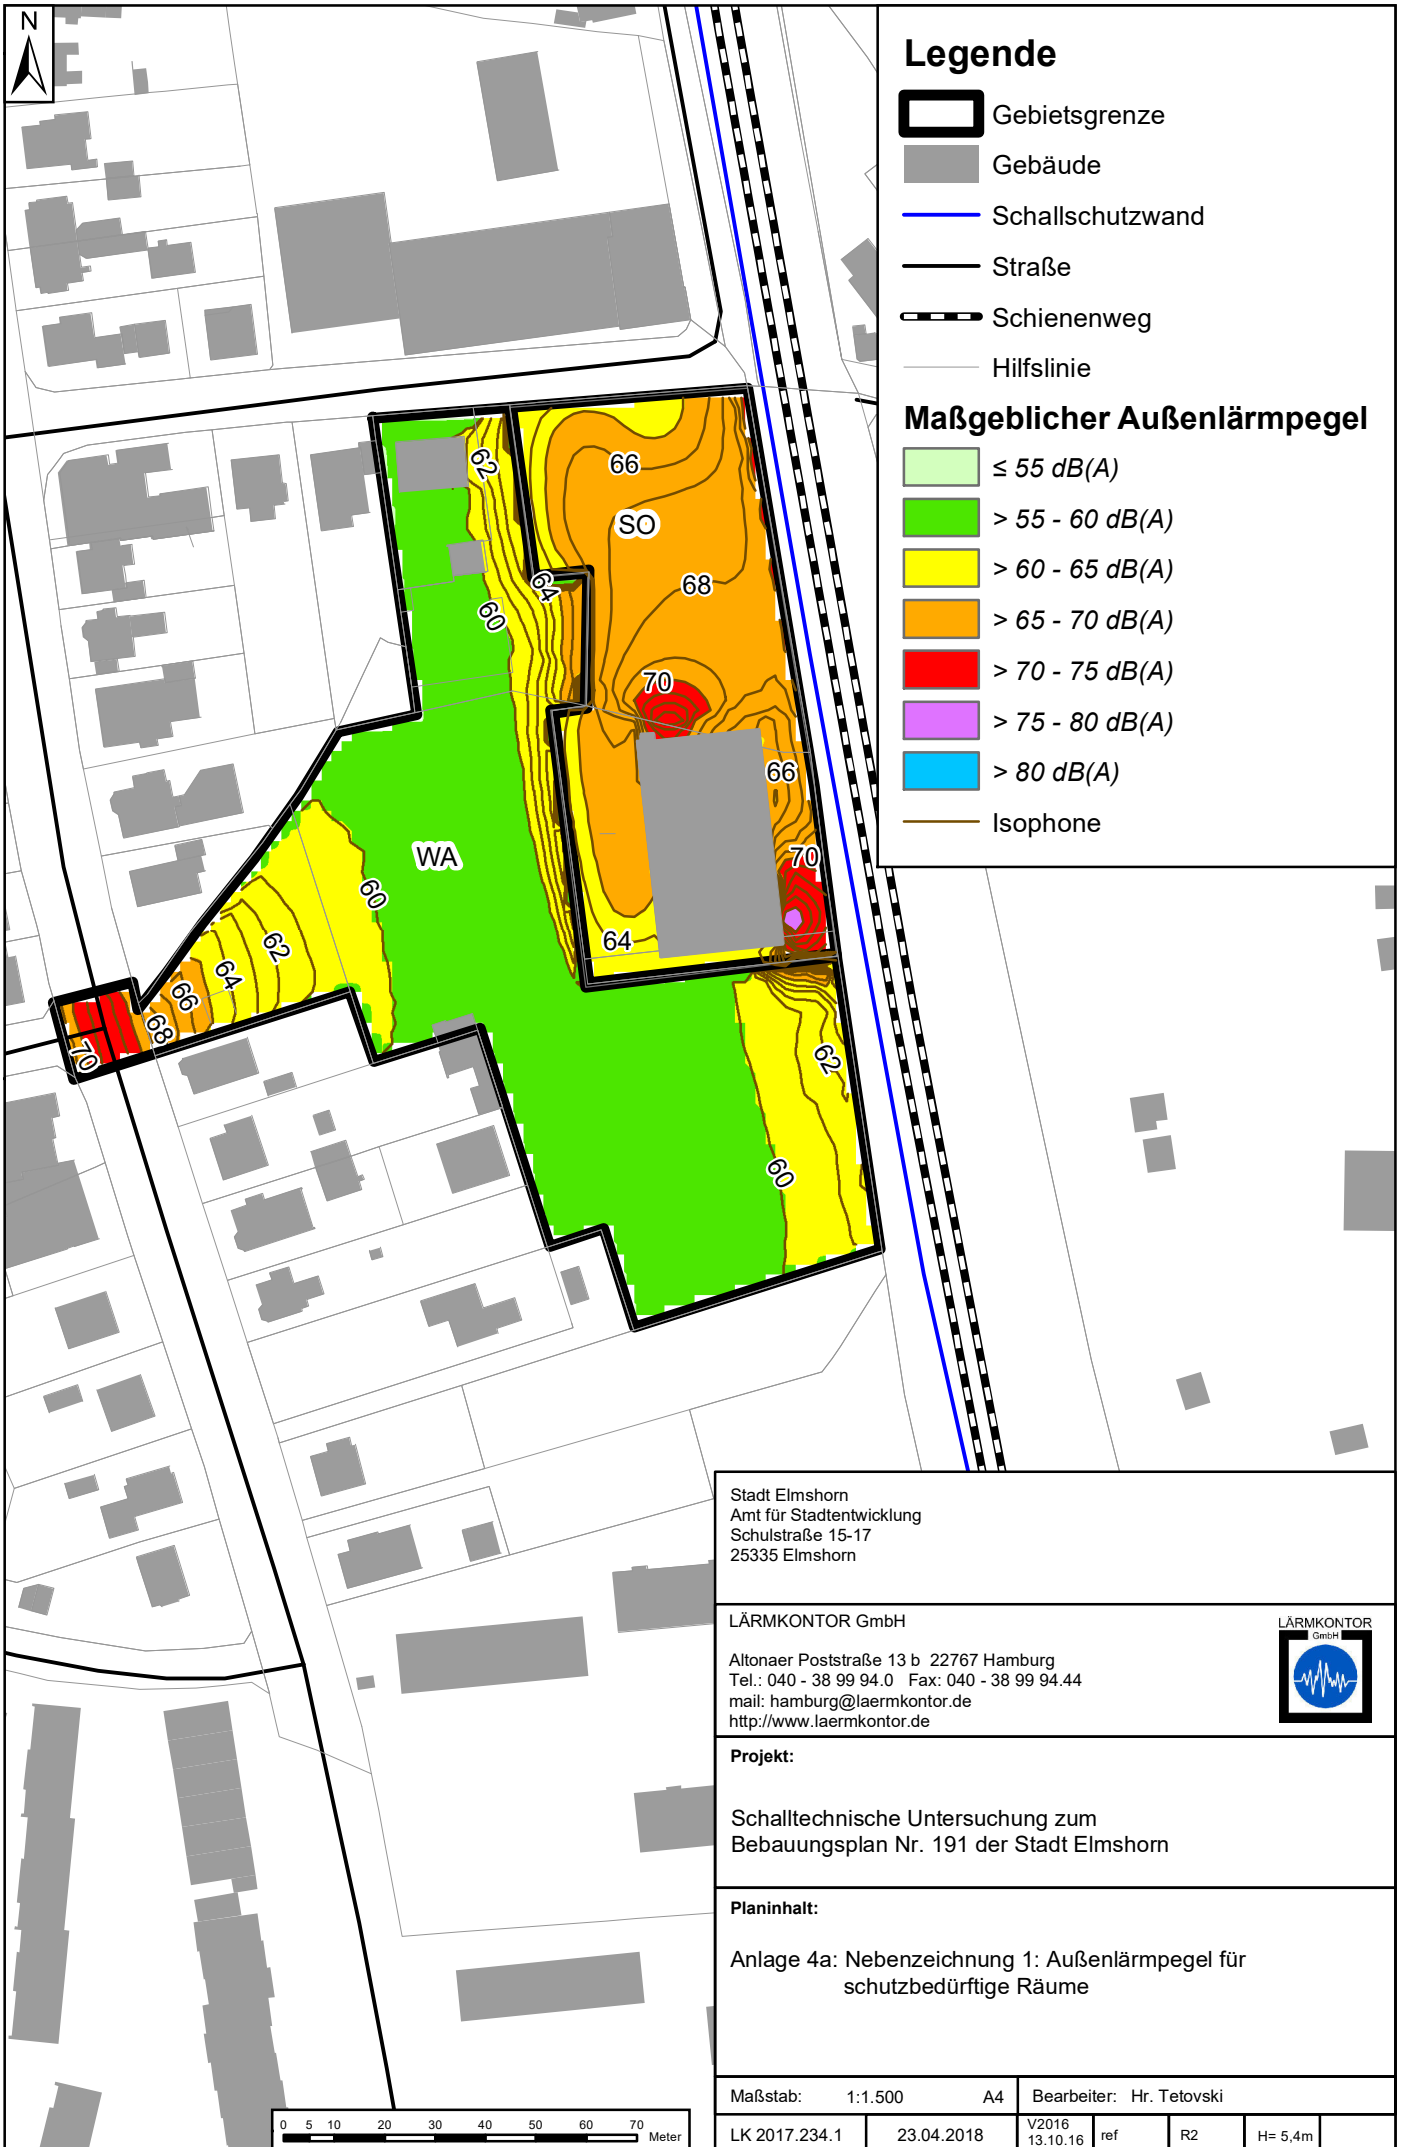 N
Legende
Gebietsgrenze
Gebäude
Schallschutzwand
Straße
Schienenweg
Hilfslinie
Maßgeblicher Außenlärmpegel
≤ 55 dB(A)
> 55 - 60 dB(A)
> 60 - 65 dB(A)
> 65 - 70 dB(A)
> 70 - 75 dB(A)
> 75 - 80 dB(A)
> 80 dB(A)
Isophone
62
66
SO
64
68
60
70
66
WA
70
60
64
62
64
66
68
70
62
60
Stadt Elmshorn
Amt für Stadtentwicklung
Schulstraße 15-17
25335 Elmshorn
LÄRMKONTOR GmbH
Altonaer Poststraße 13 b 22767 Hamburg
Tel.: 040 - 38 99 94.0 Fax: 040 - 38 99 94.44
mail: hamburg@laermkontor.de
http://www.laermkontor.de
LÄRMKONTOR
GmbH
Projekt:
Schalltechnische Untersuchung zum
Bebauungsplan Nr. 191 der Stadt Elmshorn
Planinhalt:
Anlage 4a: Nebenzeichnung 1: Außenlärmpegel für
schutzbedürftige Räume
Maßstab: 1:1.500 A4 Bearbeiter: Hr. Tetovski
LK 2017.234.1 23.04.2018 V2016 13.10.16 ref R2 H= 5,4m
0 5 10 20 30 40 50 60 70 Meter